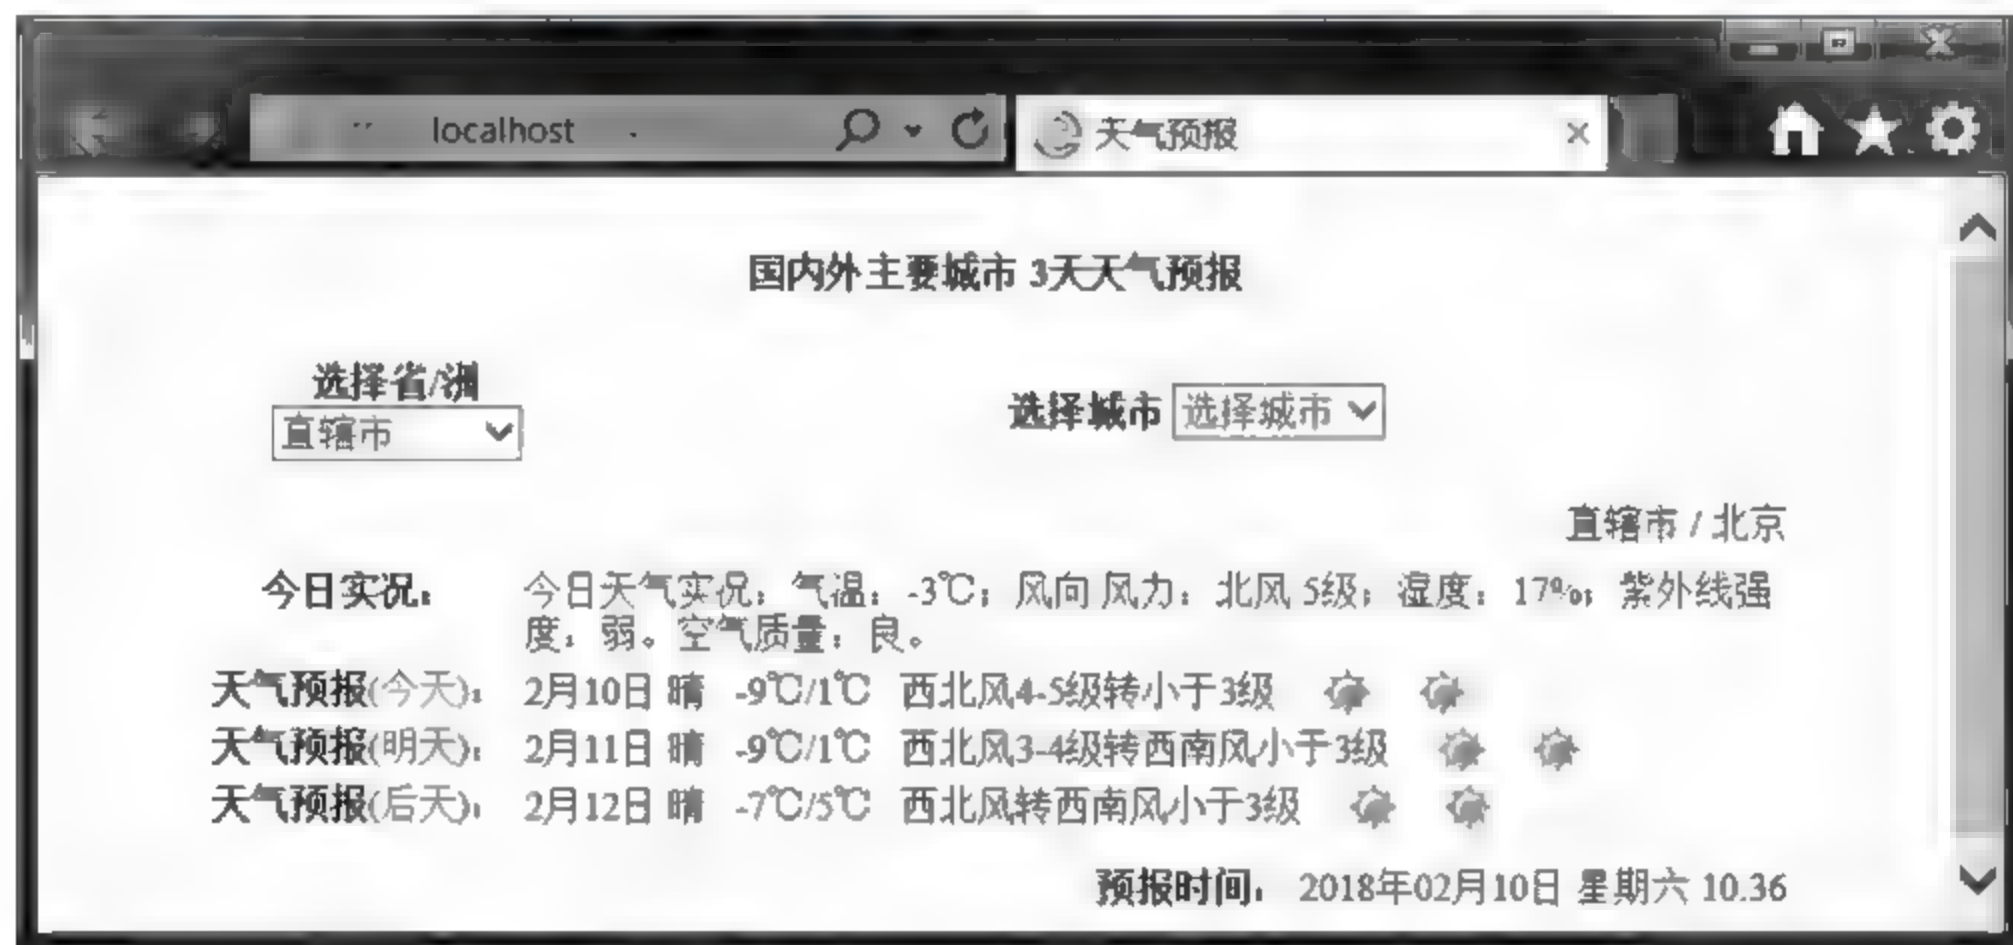 localhost
天气预报
国内外主要城市 3天天气预报
选择省/洲
直辖市
选择城市 选择城市
直辖市 / 北京
今日实况： 今日天气实况：气温：-3℃；风向 风力：北风 5级；湿度：17%；紫外线强
度：弱。空气质量：良。
天气预报(今天)： 2月10日 晴 -9℃/1℃ 西北风4-5级转小于3级
天气预报(明天)： 2月11日 晴 -9℃/1℃ 西北风3-4级转西南风小于3级
天气预报(后天)： 2月12日 晴 -7℃/5℃ 西北风转西南风小于3级
预报时间： 2018年02月10日 星期六 10:36